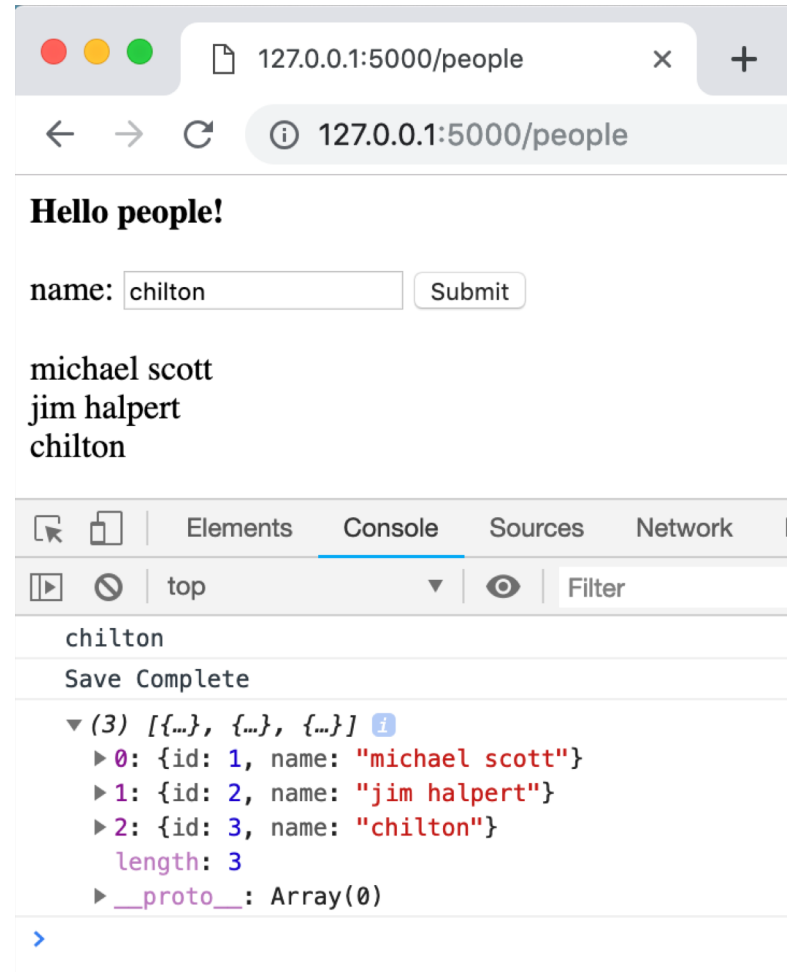 127.0.0.1:5000/people
127.0.0.1:5000/people
Hello people!
name: chilton Submit
michael scott
jim halpert
chilton
Elements Console Sources Network
top Filter
chilton
Save Complete
(3) [{…}, {…}, {…}] i
0: {id: 1, name: "michael scott"}
1: {id: 2, name: "jim halpert"}
2: {id: 3, name: "chilton"}
length: 3
__proto__: Array(0)